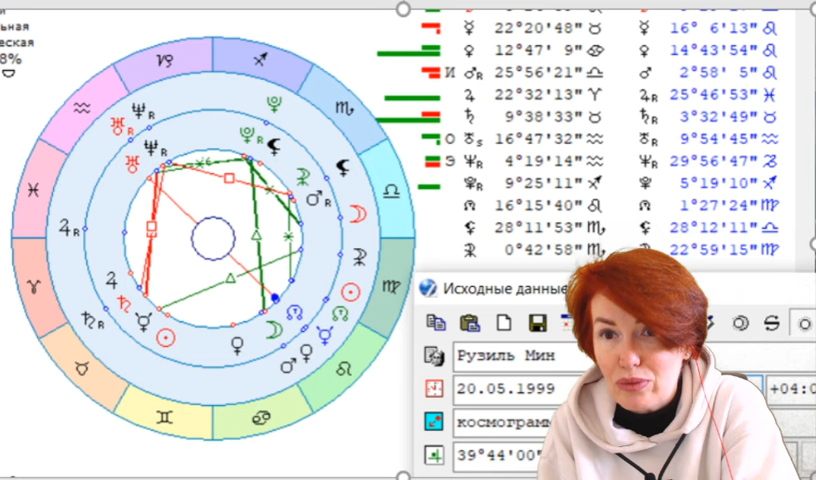 и
ьная
еская
8%
☿ 22°20'48" ♉ ☿ 16° 6'13" ♌
♀ 12°47' 9" ♋ ♀ 14°43'54" ♌
И ♂R 25°56'21" ♎ ♂ 2°58' 5" ♌
♃ 22°32'13" ♈ ♃R 25°46'53" ♓
♄ 9°38'33" ♉ ♄R 3°32'49" ♉
О ♅S 16°47'32" ♒ ♅R 9°54'45" ♒
Э ♆R 4°19'14" ♒ ♆R 29°56'47" ♑
♇R 9°25'11" ♐ ♇ 5°19'10" ♐
☊ 16°15'40" ♌ ☊ 1°27'24" ♍
⚸ 28°11'53" ♏ ⚸ 28°12'11" ♎
0°42'58" ♏ 22°59'15" ♍
Исходные данные
Рузиль Мин
20.05.1999
+04:0
космограм
39°44'00"